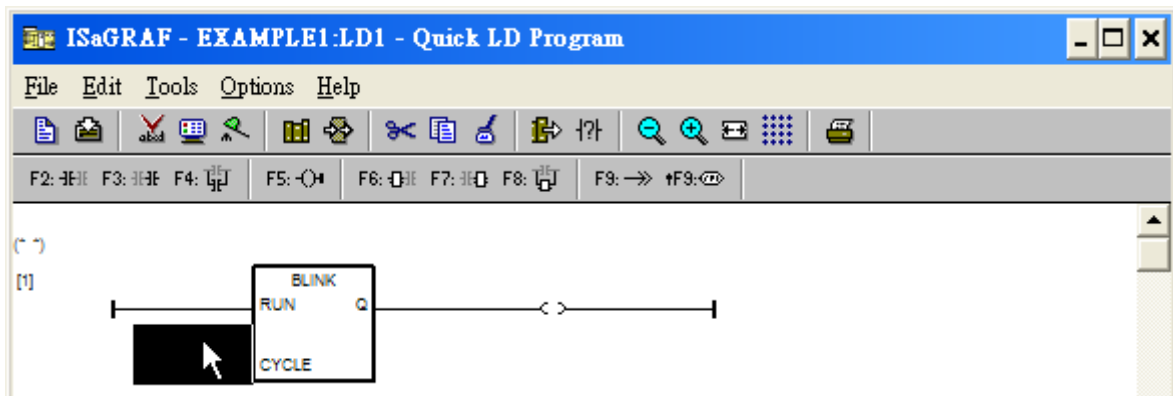 ISaGRAF - EXAMPLE1:LD1 - Quick LD Program
File Edit Tools Options Help
abcd
F2: F3: F4: F5: F6: F7: F8: F9: ↑F9:
(* *)
[1]
BLINK
RUN Q
CYCLE